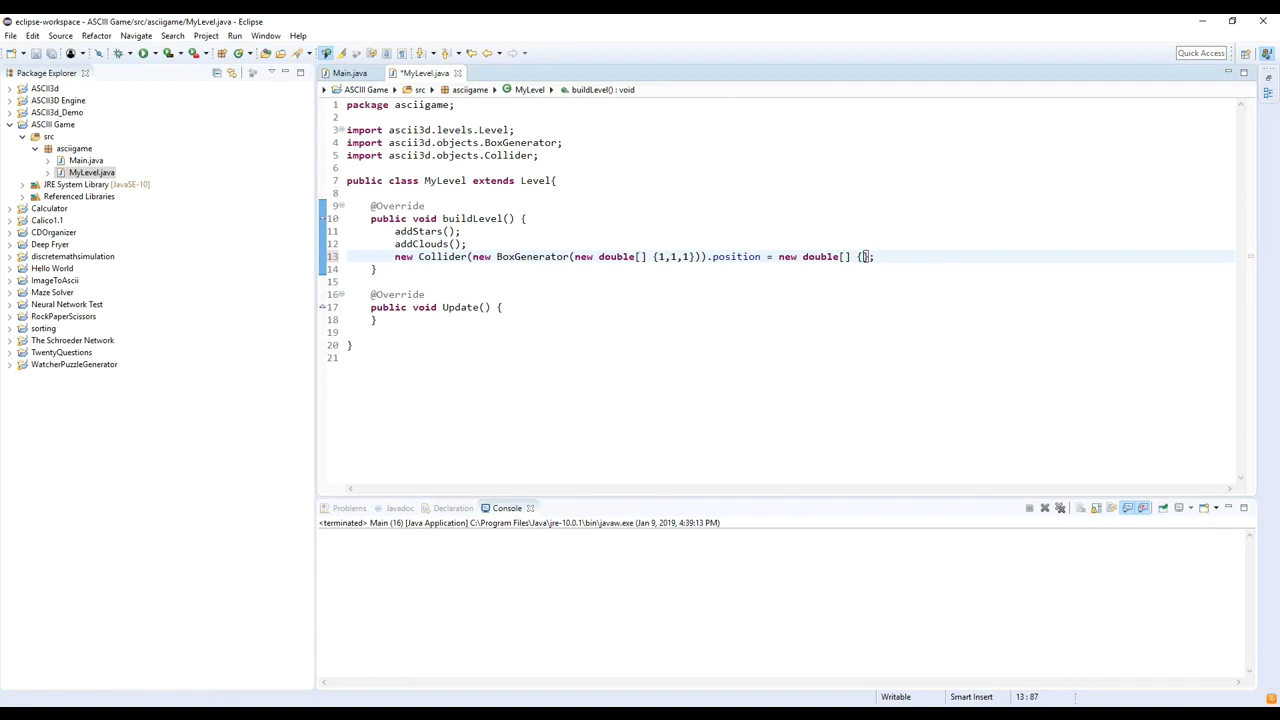 eclipse-workspace - ASCIII Game/src/asciigame/MyLevel.java - Eclipse
File Edit Source Refactor Navigate Search Project Run Window Help
Quick Access
Package Explorer
ASCII3d
ASCII3D Engine
ASCII3d_Demo
ASCIII Game
src
asciigame
Main.java
MyLevel.java
JRE System Library [JavaSE-10]
Referenced Libraries
Calculator
Calico1.1
CDOrganizer
Deep Fryer
discretemathsimulation
Hello World
ImageToAscii
Maze Solver
Neural Network Test
RockPaperScissors
sorting
The Schroeder Network
TwentyQuestions
WatcherPuzzleGenerator
Main.java *MyLevel.java
ASCIII Game src asciigame MyLevel buildLevel() : void
1 package asciigame;
2
3 import ascii3d.levels.Level;
4 import ascii3d.objects.BoxGenerator;
5 import ascii3d.objects.Collider;
6
7 public class MyLevel extends Level{
8
9 @Override
10 public void buildLevel() {
11 addStars();
12 addClouds();
13 new Collider(new BoxGenerator(new double[] {1,1,1})).position = new double[] {};
14 }
15
16 @Override
17 public void Update() {
18 }
19
20 }
21
Problems Javadoc Declaration Console
<terminated> Main (16) [Java Application] C:\Program Files\Java\jre-10.0.1\bin\javaw.exe (Jan 9, 2019, 4:39:13 PM)
Writable Smart Insert 13 : 87